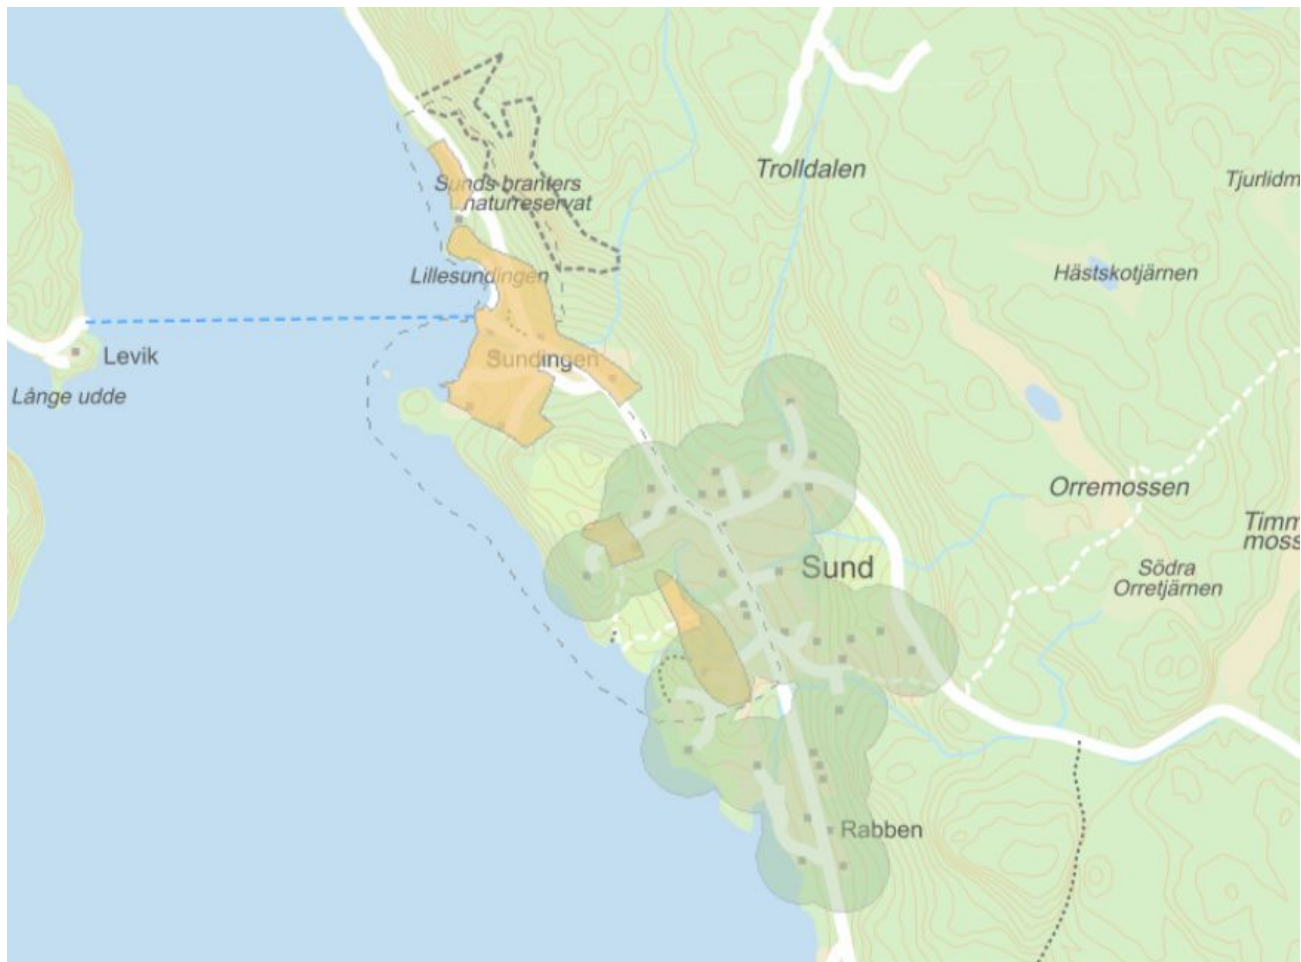 Trolldalen
Tjurlidm
Sunds branters
naturreservat
Lillesundingen
Hästskotjärnen
Levik
Sundingen
Långe udde
Orremossen
Timm
moss
Sund
Södra
Orretjärnen
Rabben